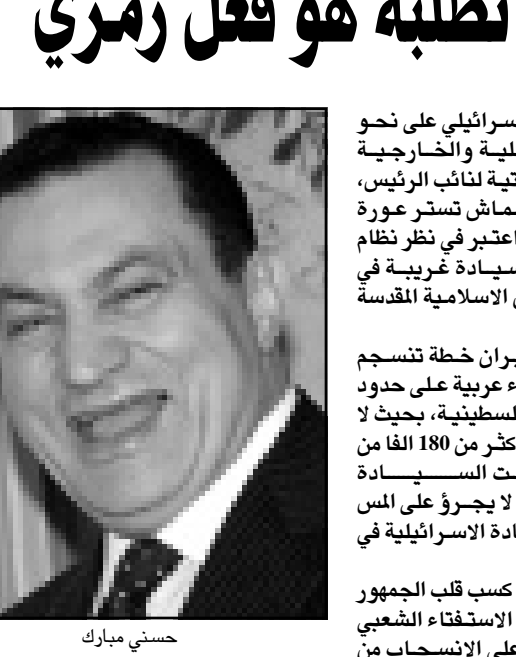 نطلبه هو فعل رمزي
سرائيلي على نحو
لية والخارجية
تية لنائب الرئيس،
ماش تستر عورة
اعتبر في نظر نظام
سيادة غريبة في
الاسلامية المقدسة
يران خطة تنسجم
ء عربية على حدود
لسطينية، بحيث لا
كثر من 180 الفا من
ت السيادة
لا يجرؤ على المس
ادة الاسرائيلية في
كسب قلب الجمهور
الاستفتاء الشعبي
على الانسحاب من
حسني مبارك